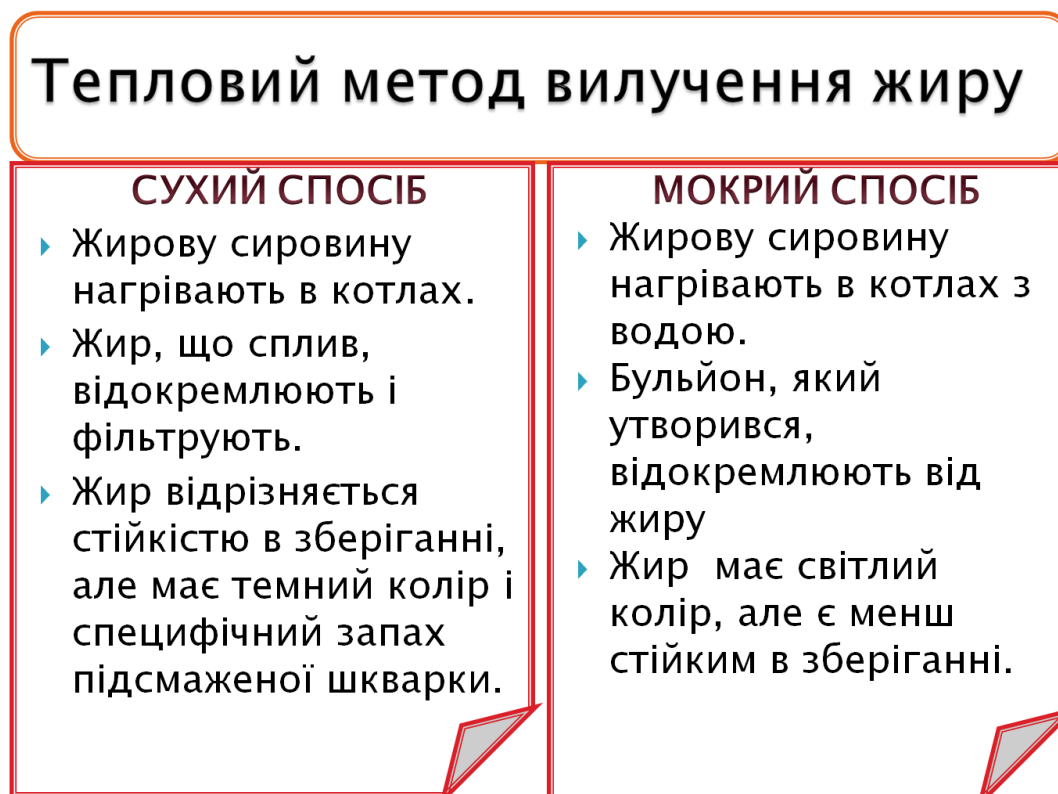 Тепловий метод вилучення жиру
СУХИЙ СПОСІБ
Жирову сировину
нагрівають в котлах.
Жир, що сплив,
відокремлюють і
фільтрують.
Жир відрізняється
стійкістю в зберіганні,
але має темний колір і
специфічний запах
підсмаженої шкварки.
МОКРИЙ СПОСІБ
Жирову сировину
нагрівають в котлах з
водою.
Бульйон, який
утворився,
відокремлюють від
жиру
Жир має світлий
колір, але є менш
стійким в зберіганні.